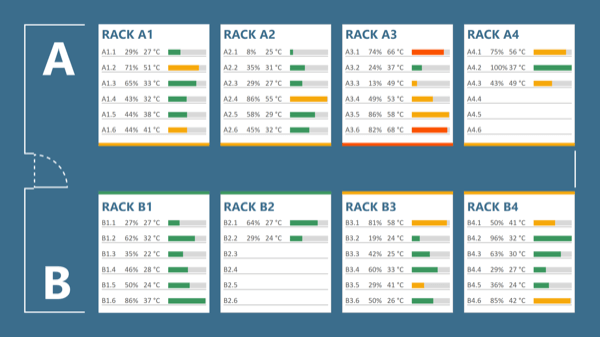 A
RACK A1
A1.1 29% 27 °C
A1.2 71% 51 °C
A1.3 65% 33 °C
A1.4 43% 32 °C
A1.5 44% 38 °C
A1.6 44% 41 °C
RACK A2
A2.1 8% 25 °C
A2.2 35% 31 °C
A2.3 29% 27 °C
A2.4 86% 55 °C
A2.5 58% 29 °C
A2.6 45% 32 °C
RACK A3
A3.1 74% 66 °C
A3.2 24% 37 °C
A3.3 13% 49 °C
A3.4 49% 53 °C
A3.5 86% 58 °C
A3.6 82% 68 °C
RACK A4
A4.1 75% 56 °C
A4.2 100% 37 °C
A4.3 43% 49 °C
A4.4
A4.5
A4.6
B
RACK B1
B1.1 27% 27 °C
B1.2 62% 32 °C
B1.3 35% 22 °C
B1.4 46% 28 °C
B1.5 50% 24 °C
B1.6 86% 37 °C
RACK B2
B2.1 64% 27 °C
B2.2 29% 24 °C
B2.3
B2.4
B2.5
B2.6
RACK B3
B3.1 81% 58 °C
B3.2 19% 24 °C
B3.3 42% 25 °C
B3.4 60% 33 °C
B3.5 29% 41 °C
B3.6 50% 26 °C
RACK B4
B4.1 50% 41 °C
B4.2 96% 32 °C
B4.3 63% 30 °C
B4.4 29% 27 °C
B4.5 36% 24 °C
B4.6 85% 42 °C